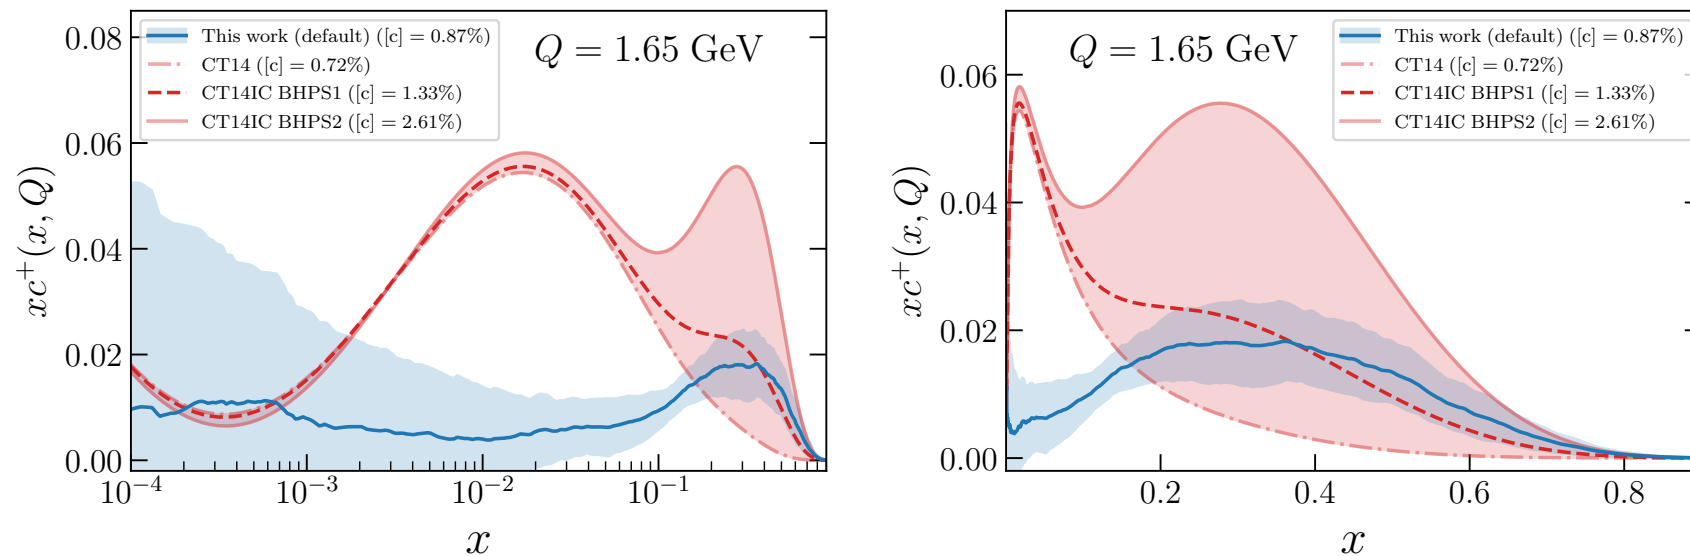 0.08
0.06
0.04
0.02
0.00
xc⁺(x, Q)
This work (default) ([c] = 0.87%)
CT14 ([c] = 0.72%)
CT14IC BHPS1 ([c] = 1.33%)
CT14IC BHPS2 ([c] = 2.61%)
Q = 1.65 GeV
10⁻⁴ 10⁻³ 10⁻² 10⁻¹
x
0.06
0.04
0.02
0.00
xc⁺(x, Q)
Q = 1.65 GeV
This work (default) ([c] = 0.87%)
CT14 ([c] = 0.72%)
CT14IC BHPS1 ([c] = 1.33%)
CT14IC BHPS2 ([c] = 2.61%)
0.2 0.4 0.6 0.8
x